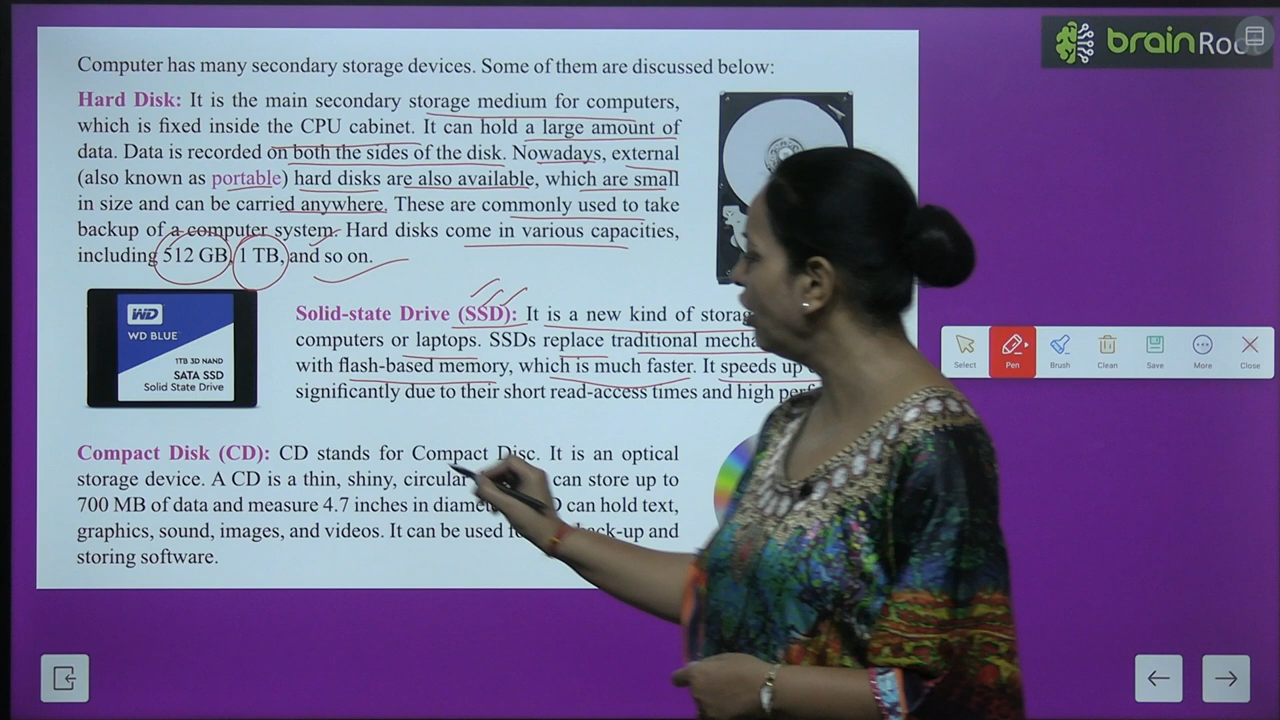 brain Roo
Computer has many secondary storage devices. Some of them are discussed below:
Hard Disk: It is the main secondary storage medium for computers,
which is fixed inside the CPU cabinet. It can hold a large amount of
data. Data is recorded on both the sides of the disk. Nowadays, external
(also known as portable) hard disks are also available, which are small
in size and can be carried anywhere. These are commonly used to take
backup of a computer system. Hard disks come in various capacities,
including 512 GB, 1 TB, and so on.
WD
WD BLUE
1TB 3D NAND
SATA SSD
Solid State Drive
Solid-state Drive (SSD): It is a new kind of
computers or laptops. SSDs replace traditional
with flash-based memory, which is much faster. It speeds up
significantly due to their short read-access times and high
Compact Disk (CD): CD stands for Compact Disc. It is an optical
storage device. A CD is a thin, shiny, circular can store up to
700 MB of data and measure 4.7 inches in can hold text,
graphics, sound, images, and videos. It can be used and
storing software.
Select Pen Brush Clean Save More Close